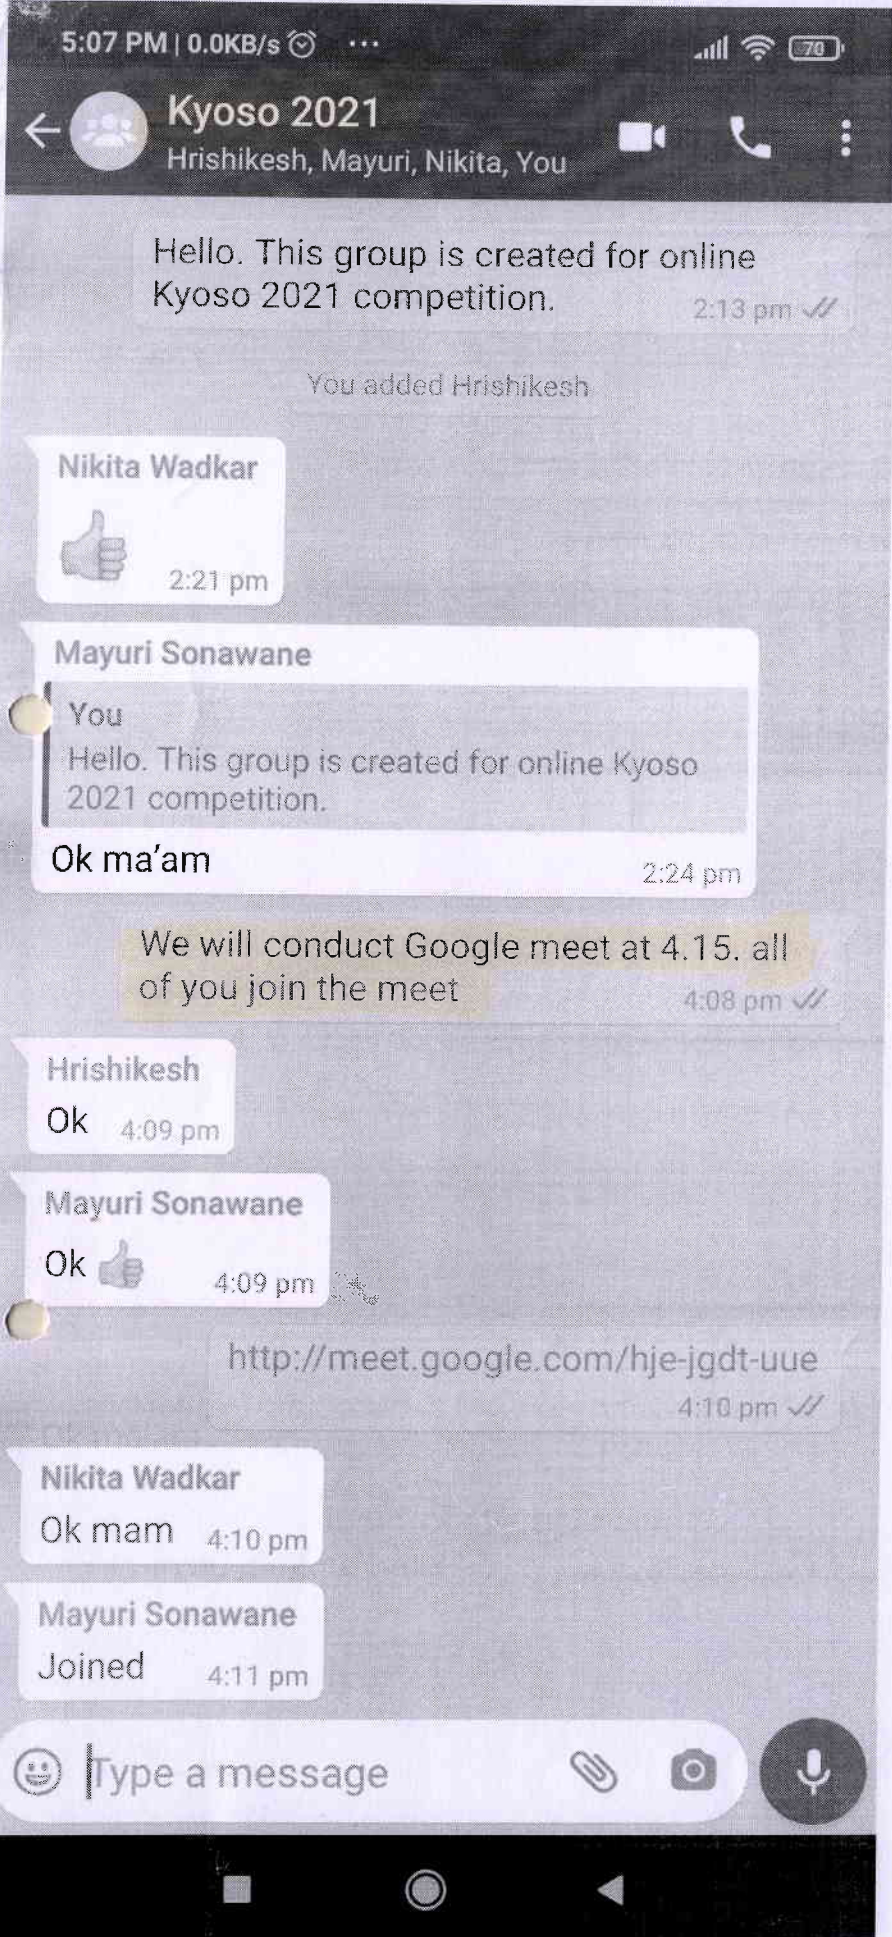 5:07 PM | 0.0KB/s ...
70
Kyoso 2021
Hrishikesh, Mayuri, Nikita, You
Hello. This group is created for online
Kyoso 2021 competition.
2:13 pm
You added Hrishikesh
Nikita Wadkar
👍
2:21 pm
Mayuri Sonawane
You
Hello. This group is created for online Kyoso
2021 competition.
Ok ma’am
2:24 pm
We will conduct Google meet at 4.15. all
of you join the meet
4:08 pm
Hrishikesh
Ok 4:09 pm
Mayuri Sonawane
Ok 👍 4:09 pm
http://meet.google.com/hje-jgdt-uue
4:10 pm
Nikita Wadkar
Ok mam 4:10 pm
Mayuri Sonawane
Joined 4:11 pm
Type a message